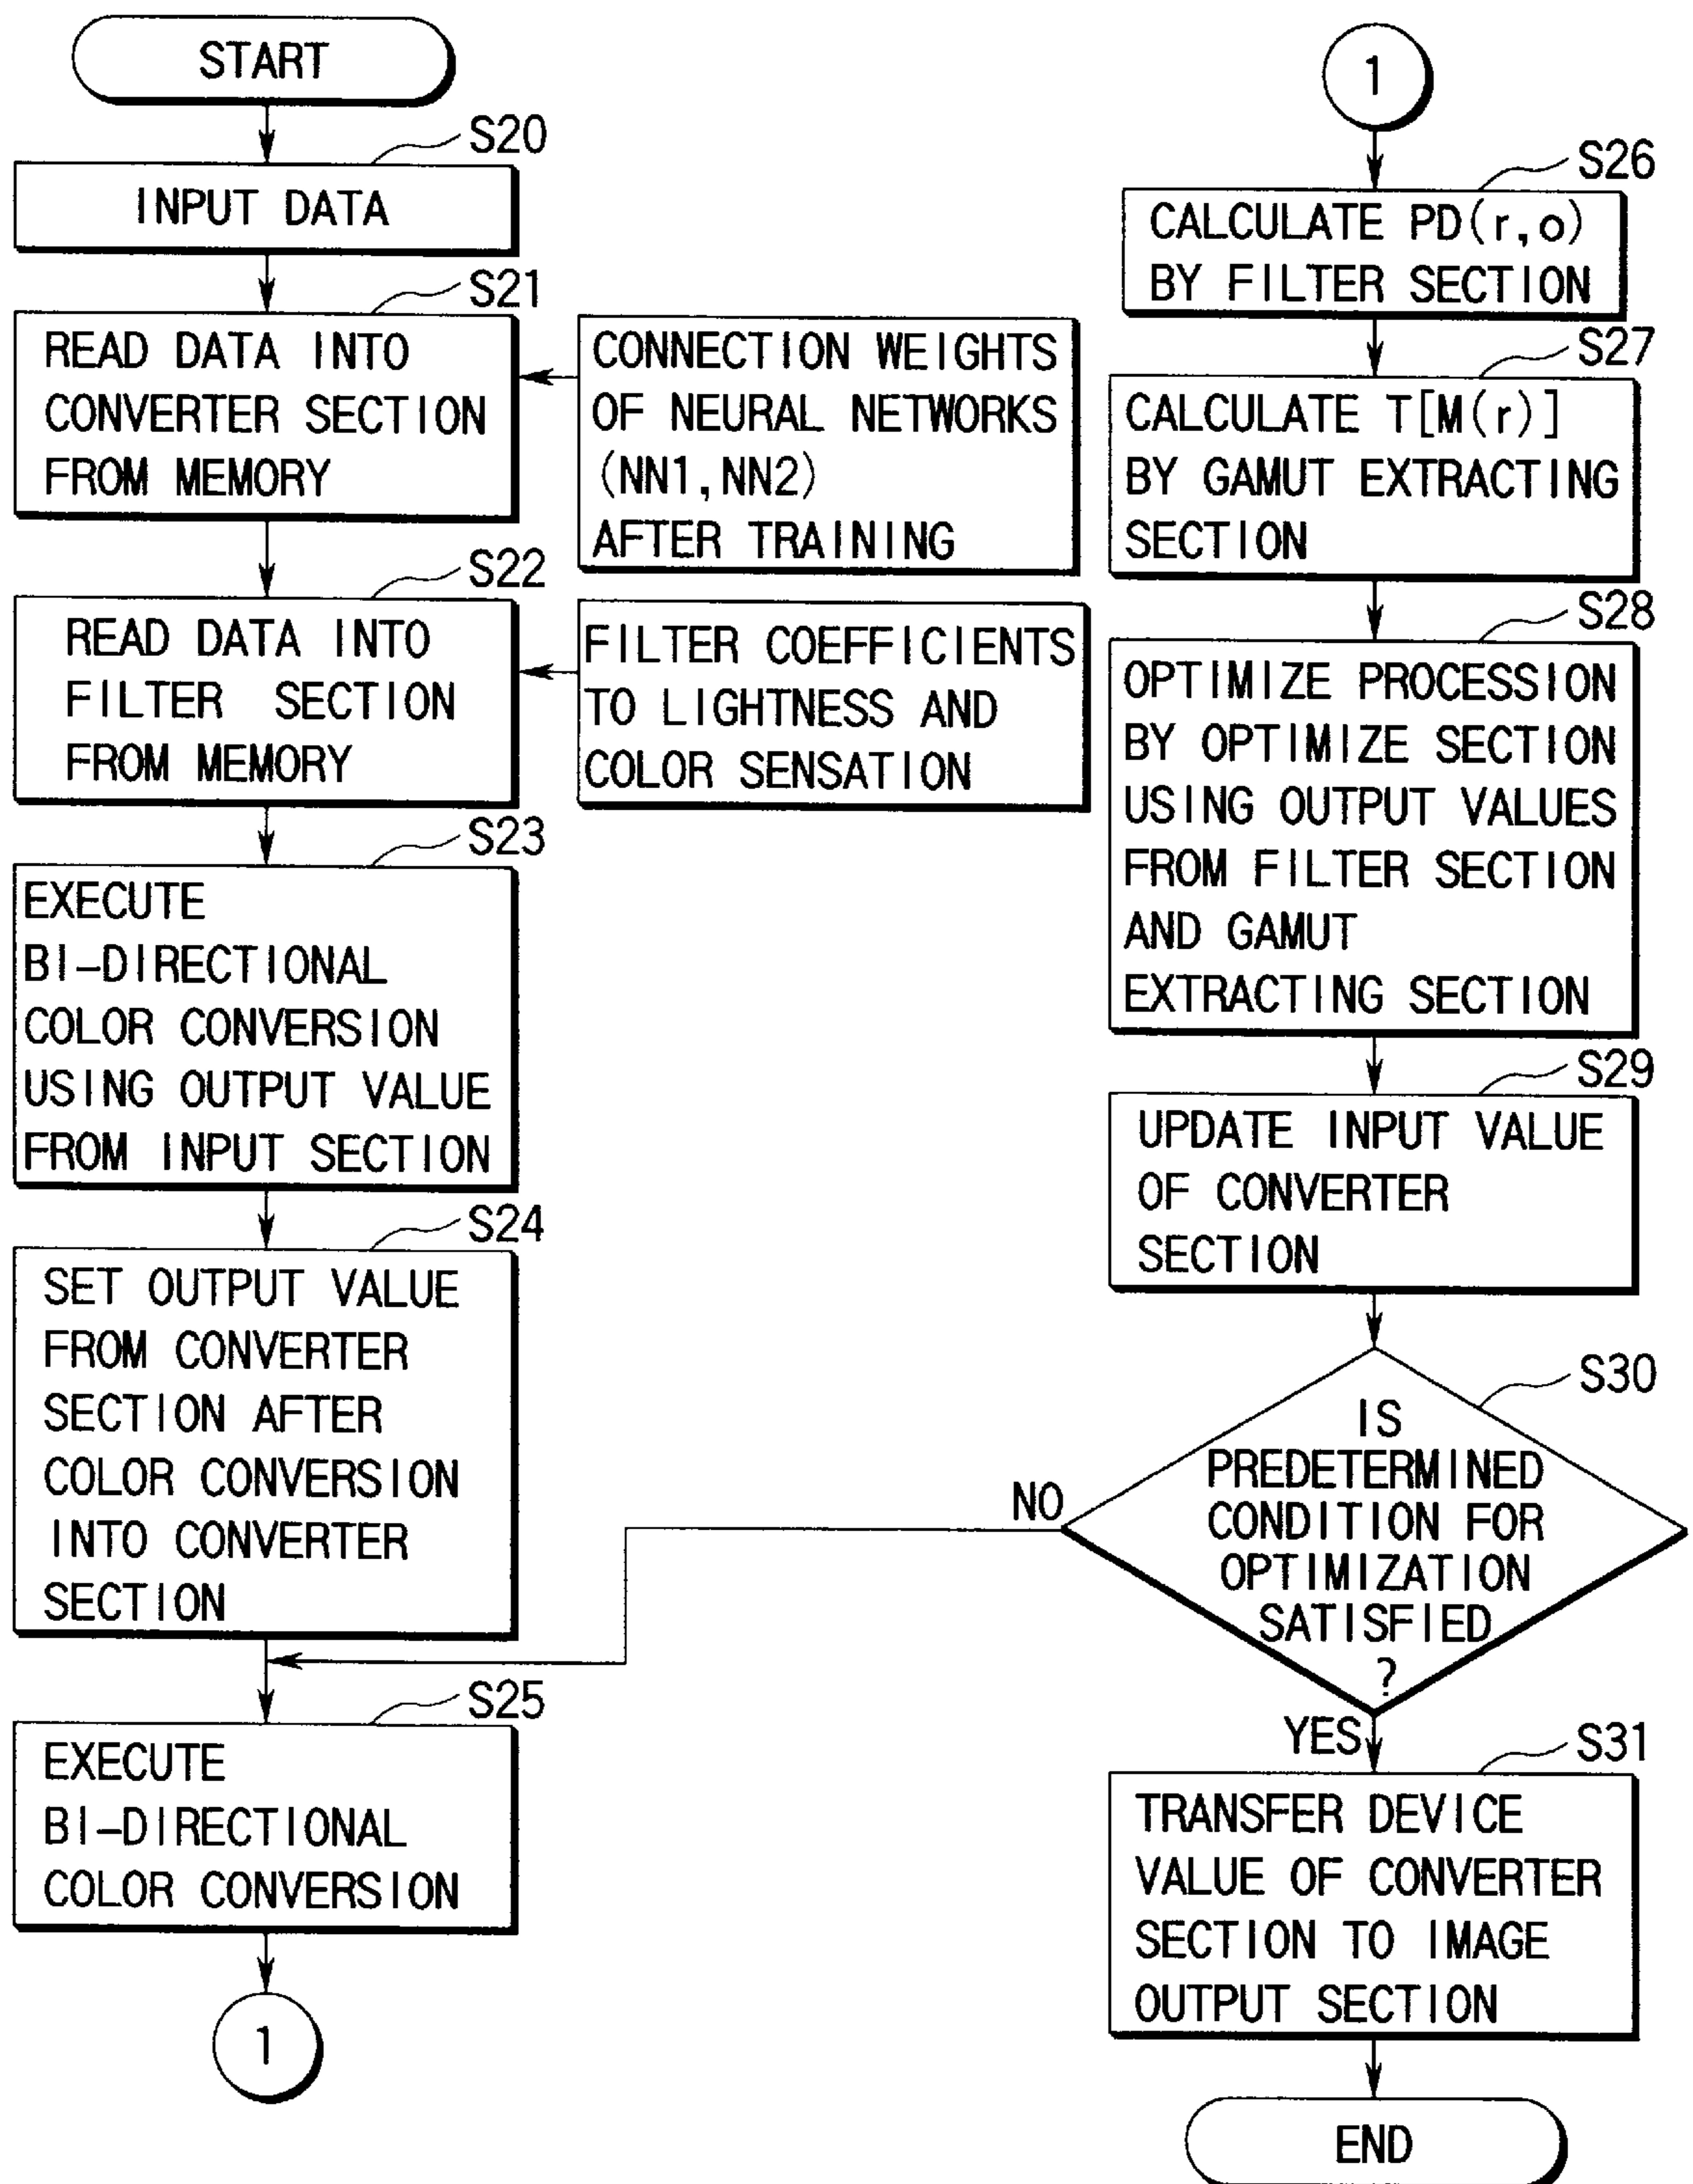 START
S20
INPUT DATA
S21
READ DATA INTO
CONVERTER SECTION
FROM MEMORY
CONNECTION WEIGHTS
OF NEURAL NETWORKS
(NN1,NN2)
AFTER TRAINING
S22
READ DATA INTO
FILTER SECTION
FROM MEMORY
FILTER COEFFICIENTS
TO LIGHTNESS AND
COLOR SENSATION
S23
EXECUTE
BI-DIRECTIONAL
COLOR CONVERSION
USING OUTPUT VALUE
FROM INPUT SECTION
S24
SET OUTPUT VALUE
FROM CONVERTER
SECTION AFTER
COLOR CONVERSION
INTO CONVERTER
SECTION
S25
EXECUTE
BI-DIRECTIONAL
COLOR CONVERSION
1
1
S26
CALCULATE PD(r,o)
BY FILTER SECTION
S27
CALCULATE T[M(r)]
BY GAMUT EXTRACTING
SECTION
S28
OPTIMIZE PROCESSION
BY OPTIMIZE SECTION
USING OUTPUT VALUES
FROM FILTER SECTION
AND GAMUT
EXTRACTING SECTION
S29
UPDATE INPUT VALUE
OF CONVERTER
SECTION
S30
IS
PREDETERMINED
CONDITION FOR
OPTIMIZATION
SATISFIED
?
NO
YES
S31
TRANSFER DEVICE
VALUE OF CONVERTER
SECTION TO IMAGE
OUTPUT SECTION
END